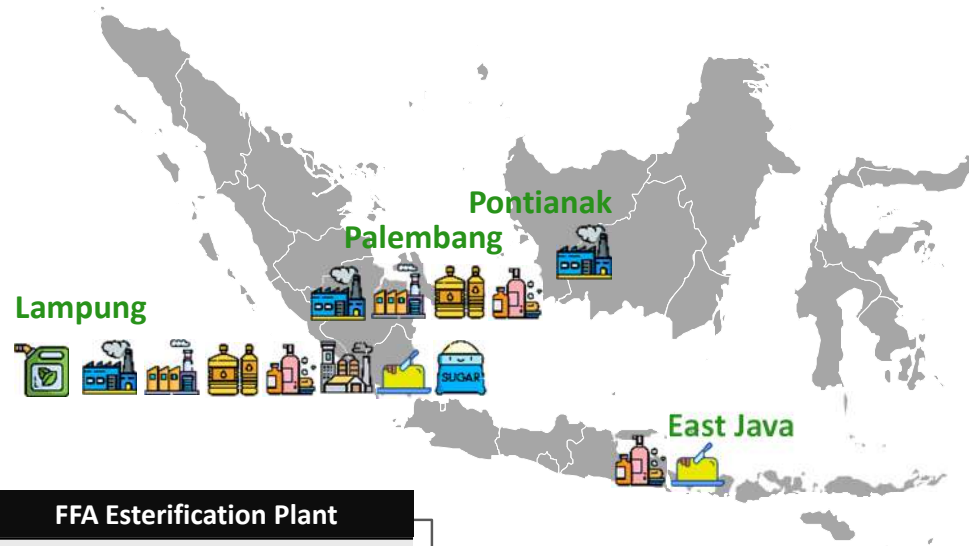 Pontianak
Palembang
Lampung
SUGAR
East Java
FFA Esterification Plant